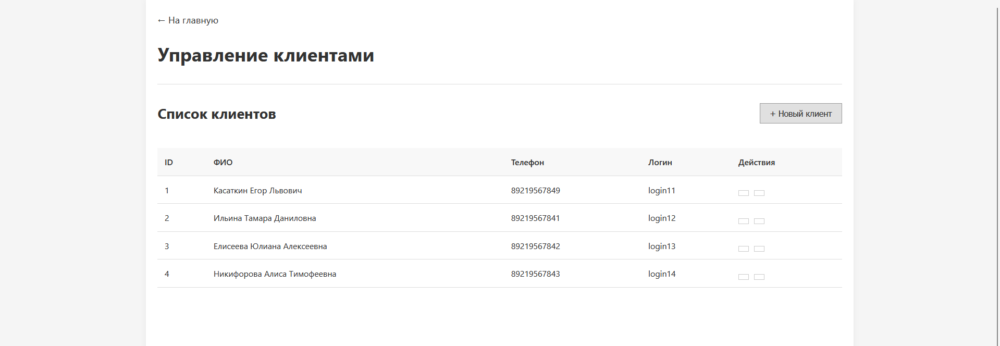 ← На главную
Управление клиентами
Список клиентов
+ Новый клиент
ID ФИО Телефон Логин Действия
1 Касаткин Егор Львович 89219567849 login11
2 Ильина Тамара Даниловна 89219567841 login12
3 Елисеева Юлиана Алексеевна 89219567842 login13
4 Никифорова Алиса Тимофеевна 89219567843 login14